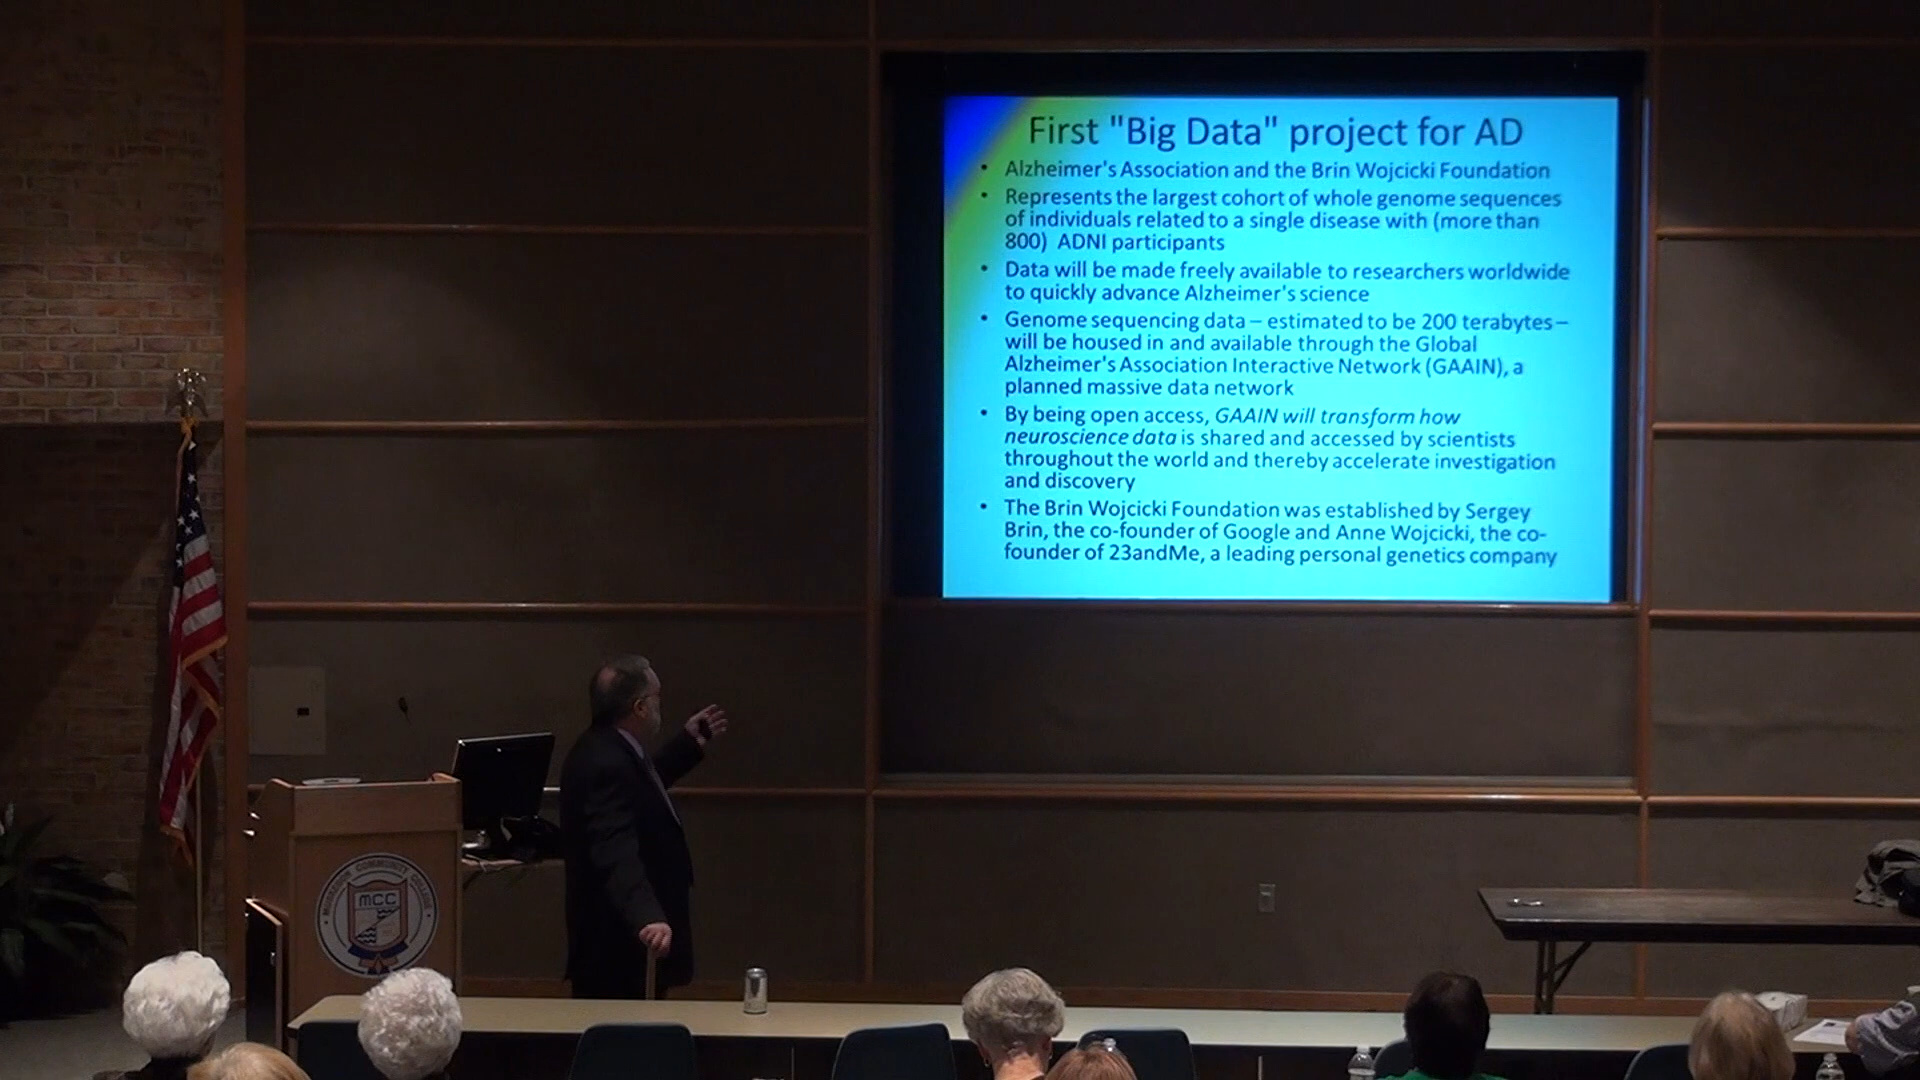 First "Big Data" project for AD
• Alzheimer's Association and the Brin Wojcicki Foundation
• Represents the largest cohort of whole genome sequences
of individuals related to a single disease with (more than
800) ADNI participants
• Data will be made freely available to researchers worldwide
to quickly advance Alzheimer's science
• Genome sequencing data – estimated to be 200 terabytes –
will be housed in and available through the Global
Alzheimer's Association Interactive Network (GAAIN), a
planned massive data network
• By being open access, GAAIN will transform how
neuroscience data is shared and accessed by scientists
throughout the world and thereby accelerate investigation
and discovery
• The Brin Wojcicki Foundation was established by Sergey
Brin, the co-founder of Google and Anne Wojcicki, the co-
founder of 23andMe, a leading personal genetics company
MUSKEGON COMMUNITY COLLEGE
MCC